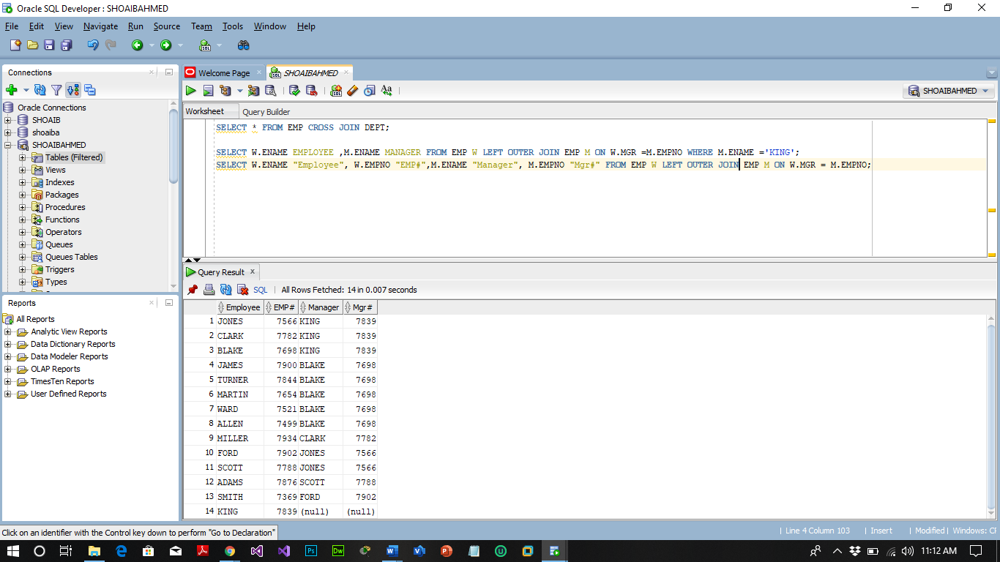 Oracle SQL Developer : SHOAIBAHMED
File Edit View Navigate Run Source Team Tools Window Help
Connections
Oracle Connections
SHOAIB
shoaiba
SHOAIBAHMED
Tables (Filtered)
Views
Indexes
Packages
Procedures
Functions
Operators
Queues
Queues Tables
Triggers
Types
Reports
All Reports
Analytic View Reports
Data Dictionary Reports
Data Modeler Reports
OLAP Reports
TimesTen Reports
User Defined Reports
Welcome Page
SHOAIBAHMED
SHOAIBAHMED
Worksheet Query Builder
SELECT * FROM EMP CROSS JOIN DEPT;
SELECT W.ENAME EMPLOYEE ,M.ENAME MANAGER FROM EMP W LEFT OUTER JOIN EMP M ON W.MGR =M.EMPNO WHERE M.ENAME ='KING';
SELECT W.ENAME "Employee", W.EMPNO "EMP#",M.ENAME "Manager", M.EMPNO "Mgr#" FROM EMP W LEFT OUTER JOIN EMP M ON W.MGR = M.EMPNO;
Query Result x
SQL | All Rows Fetched: 14 in 0.007 seconds
Employee EMP# Manager Mgr#
1 JONES 7566 KING 7839
2 CLARK 7782 KING 7839
3 BLAKE 7698 KING 7839
4 JAMES 7900 BLAKE 7698
5 TURNER 7844 BLAKE 7698
6 MARTIN 7654 BLAKE 7698
7 WARD 7521 BLAKE 7698
8 ALLEN 7499 BLAKE 7698
9 MILLER 7934 CLARK 7782
10 FORD 7902 JONES 7566
11 SCOTT 7788 JONES 7566
12 ADAMS 7876 SCOTT 7788
13 SMITH 7369 FORD 7902
14 KING 7839 (null) (null)
Click on an identifier with the Control key down to perform "Go to Declaration"
| Line 4 Column 103 | Insert | Modified | Windows: CF
11:12 AM